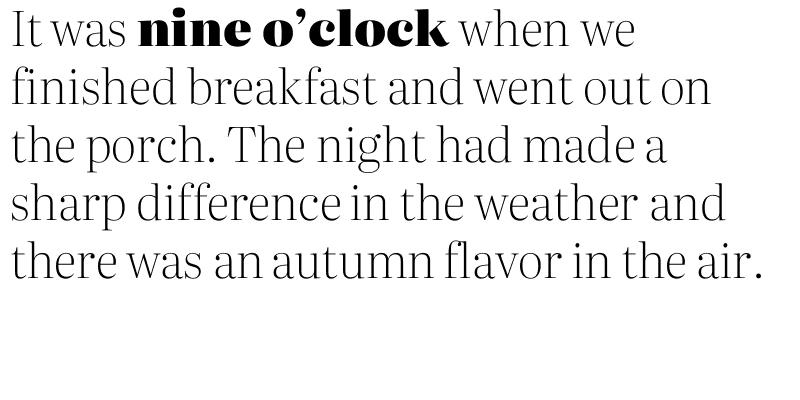 It was nine o’clock when we
finished breakfast and went out on
the porch. The night had made a
sharp difference in the weather and
there was an autumn flavor in the air.